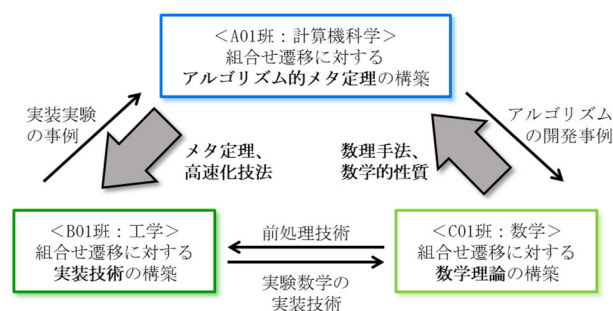 ＜A01班：計算機科学＞
組合せ遷移に対する
アルゴリズム的メタ定理の構築
実装実験
の事例
メタ定理、
高速化技法
数理手法、
数学的性質
アルゴリズム
の開発事例
＜B01班：工学＞
組合せ遷移に対する
実装技術の構築
前処理技術
実験数学の
実装技術
＜C01班：数学＞
組合せ遷移に対する
数学理論の構築